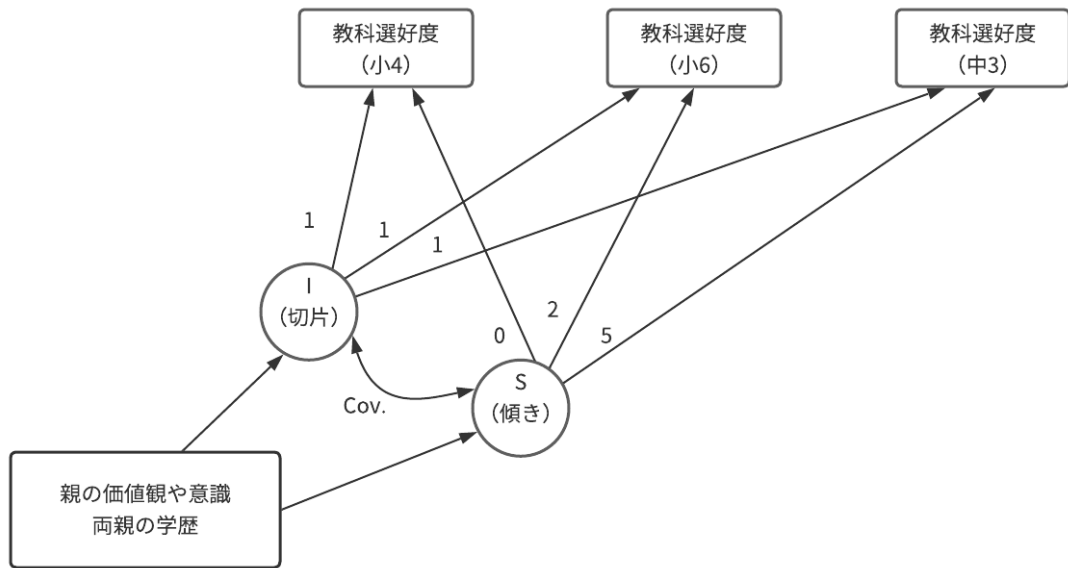 教科選好度
（小4）
教科選好度
（小6）
教科選好度
（中3）
1
1
1
I
（切片）
0
2
5
S
（傾き）
Cov.
親の価値観や意識
両親の学歴